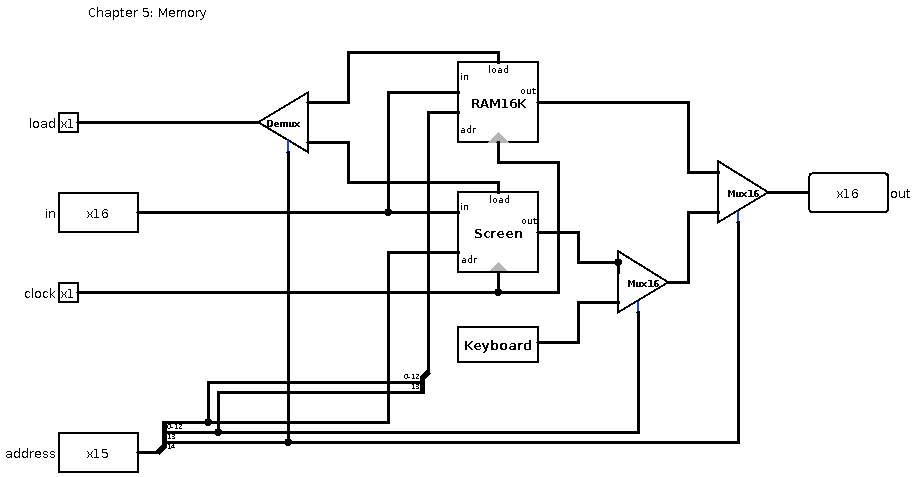 Chapter 5: Memory
load
x1
Demux
load
in
out
RAM16K
adr
in
x16
load
in
out
Screen
adr
Mux16
x16
out
clock
x1
Mux16
Keyboard
0-12
13
address
x15
0-12
13
14